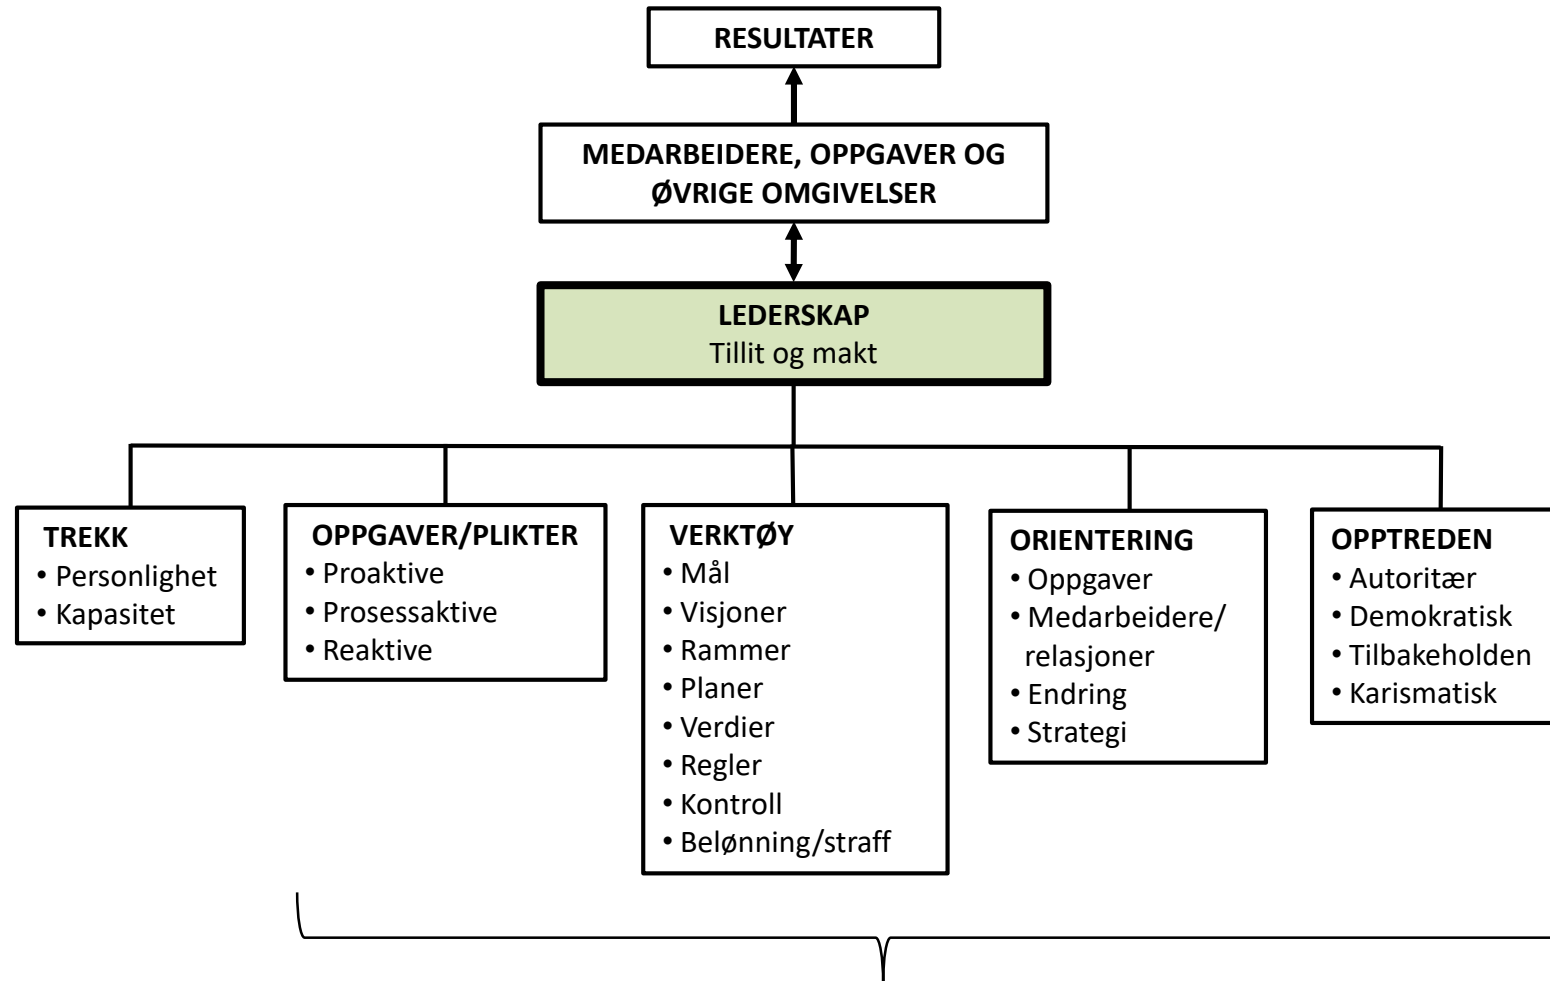 RESULTATER
MEDARBEIDERE, OPPGAVER OG
ØVRIGE OMGIVELSER
LEDERSKAP
Tillit og makt
TREKK
• Personlighet
• Kapasitet
OPPGAVER/PLIKTER
• Proaktive
• Prosessaktive
• Reaktive
VERKTØY
• Mål
• Visjoner
• Rammer
• Planer
• Verdier
• Regler
• Kontroll
• Belønning/straff
ORIENTERING
• Oppgaver
• Medarbeidere/
relasjoner
• Endring
• Strategi
OPPTREDEN
• Autoritær
• Demokratisk
• Tilbakeholden
• Karismatisk